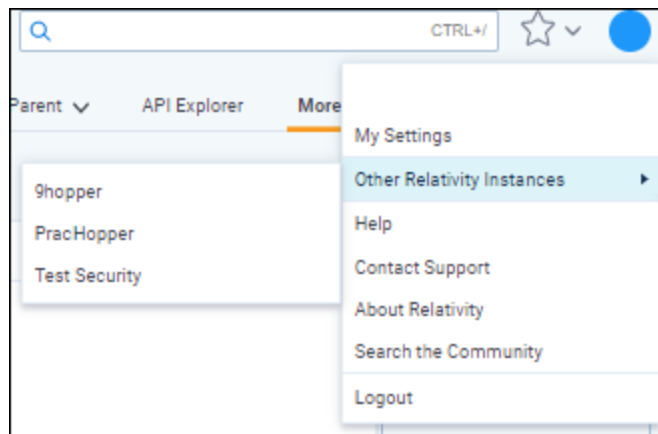 CTRL+/
Parent
API Explorer
More
My Settings
Other Relativity Instances
9hopper
PracHopper
Test Security
Help
Contact Support
About Relativity
Search the Community
Logout